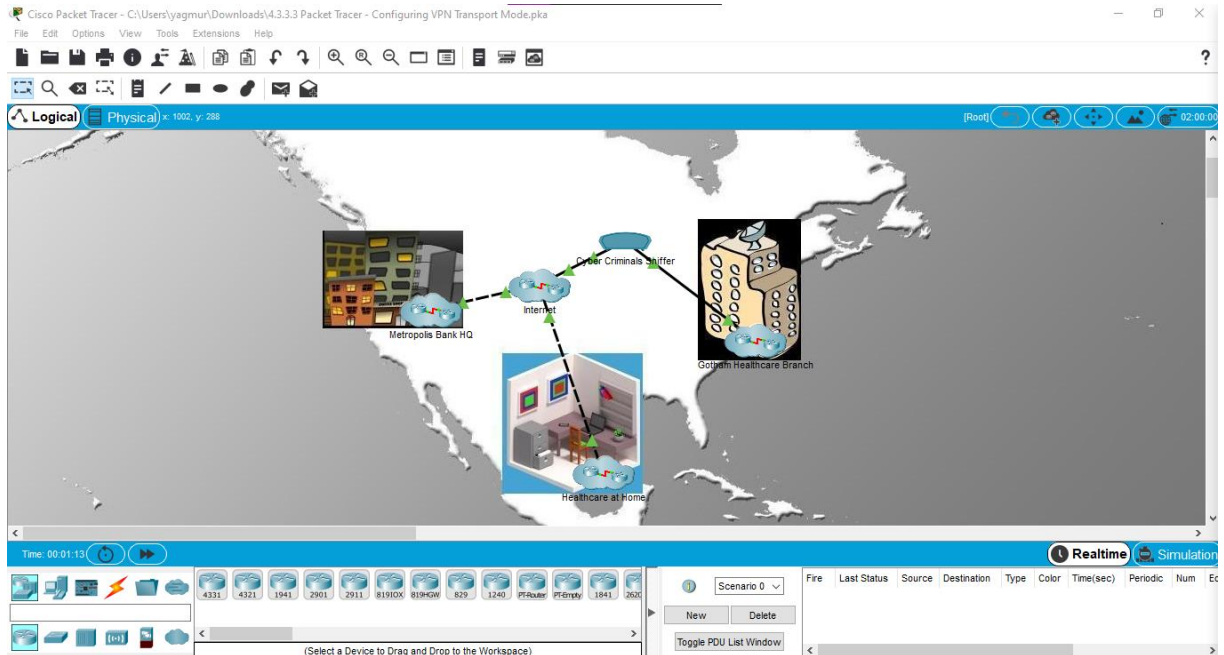 Cisco Packet Tracer - C:\Users\yagmur\Downloads\4.3.3.3 Packet Tracer - Configuring VPN Transport Mode.pka
File Edit Options View Tools Extensions Help
?
Logical Physical x: 1002, y: 288 [Root] 02:00:00
Cyber Criminals Sniffer
Internet
Metropolis Bank HQ
Gotham Healthcare Branch
Healthcare at Home
Time: 00:01:13 Realtime Simulation
4331 4321 1941 2901 2911 819IOX 819HGW 829 1240 PT-Router PT-Empty 1841 2620
Scenario 0
Fire Last Status Source Destination Type Color Time(sec) Periodic Num
New Delete
Toggle PDU List Window
(Select a Device to Drag and Drop to the Workspace)